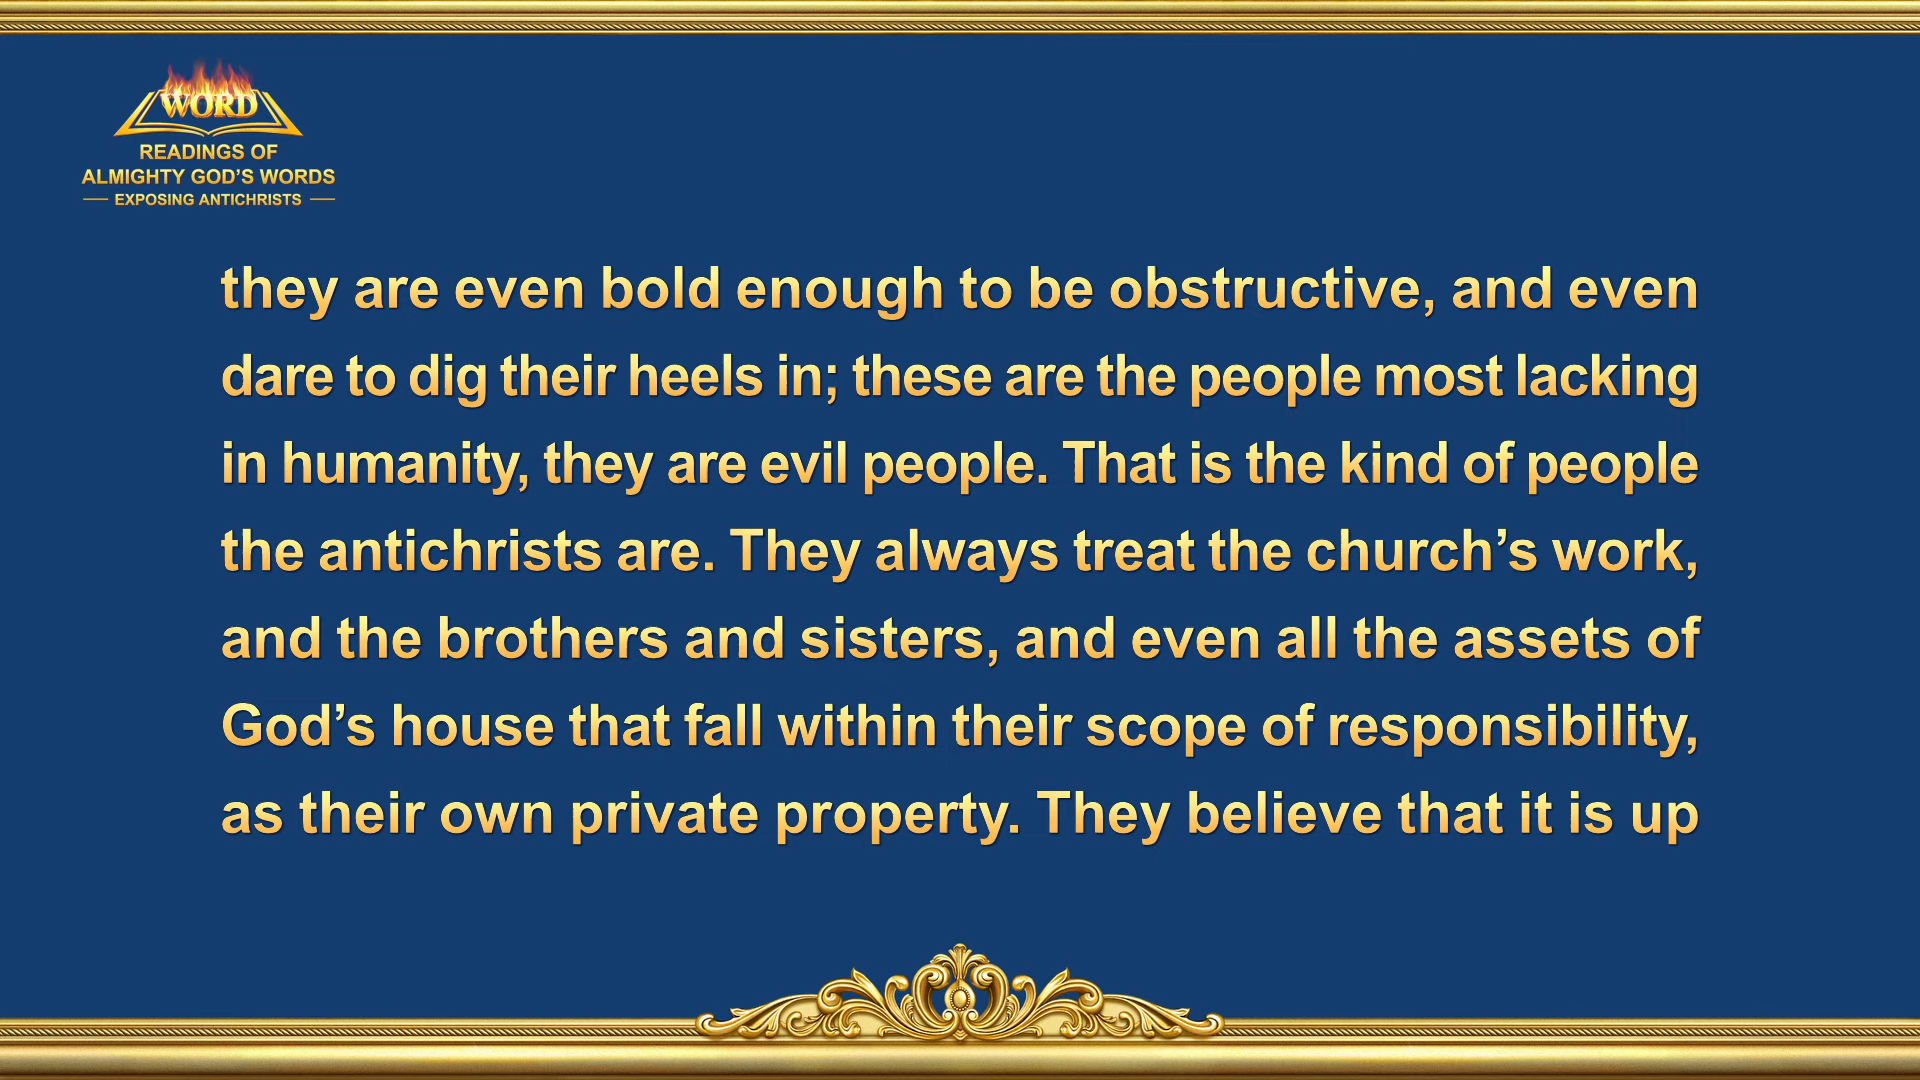 WORD
READINGS OF
ALMIGHTY GOD’S WORDS
EXPOSING ANTICHRISTS
they are even bold enough to be obstructive, and even
dare to dig their heels in; these are the people most lacking
in humanity, they are evil people. That is the kind of people
the antichrists are. They always treat the church’s work,
and the brothers and sisters, and even all the assets of
God’s house that fall within their scope of responsibility,
as their own private property. They believe that it is up